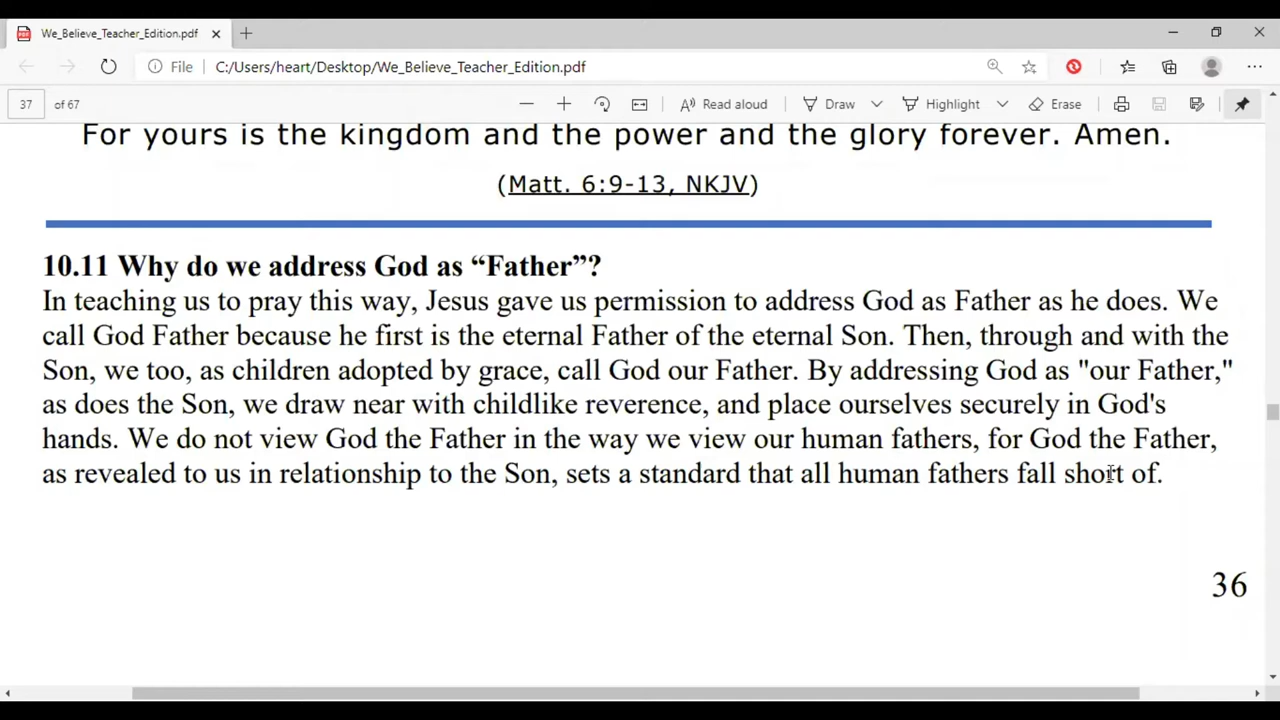 We_Believe_Teacher_Edition.pdf
File C:/Users/heart/Desktop/We_Believe_Teacher_Edition.pdf
37 of 67 Read aloud Draw Highlight Erase
For yours is the kingdom and the power and the glory forever. Amen.
(Matt. 6:9-13, NKJV)
10.11 Why do we address God as “Father”?
In teaching us to pray this way, Jesus gave us permission to address God as Father as he does. We
call God Father because he first is the eternal Father of the eternal Son. Then, through and with the
Son, we too, as children adopted by grace, call God our Father. By addressing God as "our Father,"
as does the Son, we draw near with childlike reverence, and place ourselves securely in God's
hands. We do not view God the Father in the way we view our human fathers, for God the Father,
as revealed to us in relationship to the Son, sets a standard that all human fathers fall short of.
36